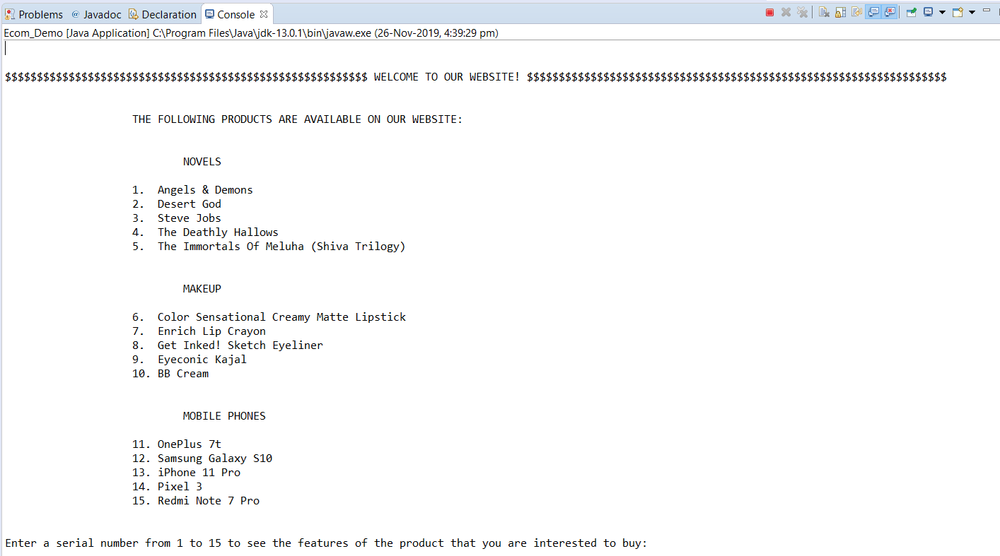 Problems @ Javadoc Declaration Console
Ecom_Demo [Java Application] C:\Program Files\Java\jdk-13.0.1\bin\javaw.exe (26-Nov-2019, 4:39:29 pm)
$$$$$$$$$$$$$$$$$$$$$$$$$$$$$$$$$$$$$$$$$$$$$$$$$$$$$$$$$ WELCOME TO OUR WEBSITE! $$$$$$$$$$$$$$$$$$$$$$$$$$$$$$$$$$$$$$$$$$$$$$$$$$$$$$$$$$$$$$$$$$
THE FOLLOWING PRODUCTS ARE AVAILABLE ON OUR WEBSITE:
NOVELS
1. Angels & Demons
2. Desert God
3. Steve Jobs
4. The Deathly Hallows
5. The Immortals Of Meluha (Shiva Trilogy)
MAKEUP
6. Color Sensational Creamy Matte Lipstick
7. Enrich Lip Crayon
8. Get Inked! Sketch Eyeliner
9. Eyeconic Kajal
10. BB Cream
MOBILE PHONES
11. OnePlus 7t
12. Samsung Galaxy S10
13. iPhone 11 Pro
14. Pixel 3
15. Redmi Note 7 Pro
Enter a serial number from 1 to 15 to see the features of the product that you are interested to buy: